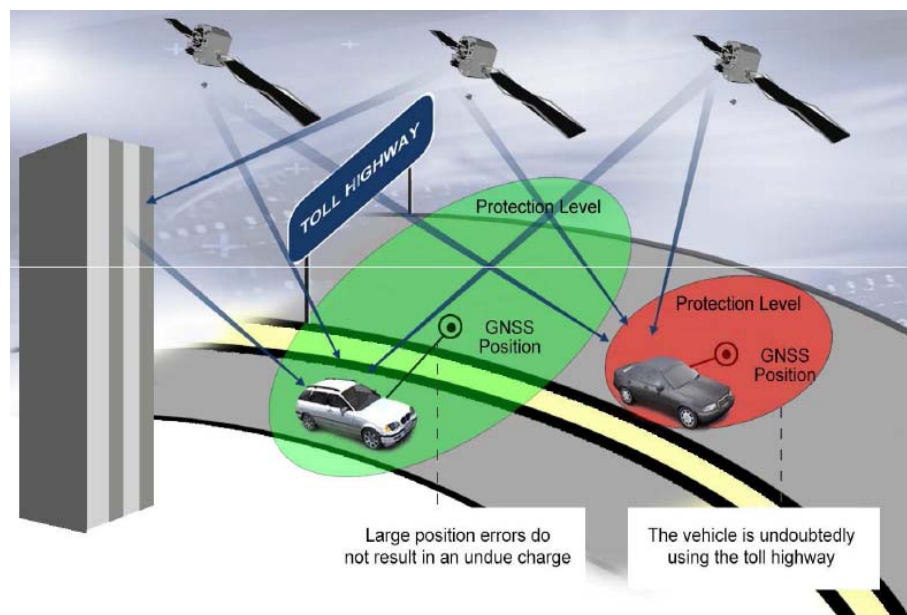 TOLL HIGHWAY
Protection Level
GNSS
Position
Protection Level
GNSS
Position
Large position errors do
not result in an undue charge
The vehicle is undoubtedly
using the toll highway